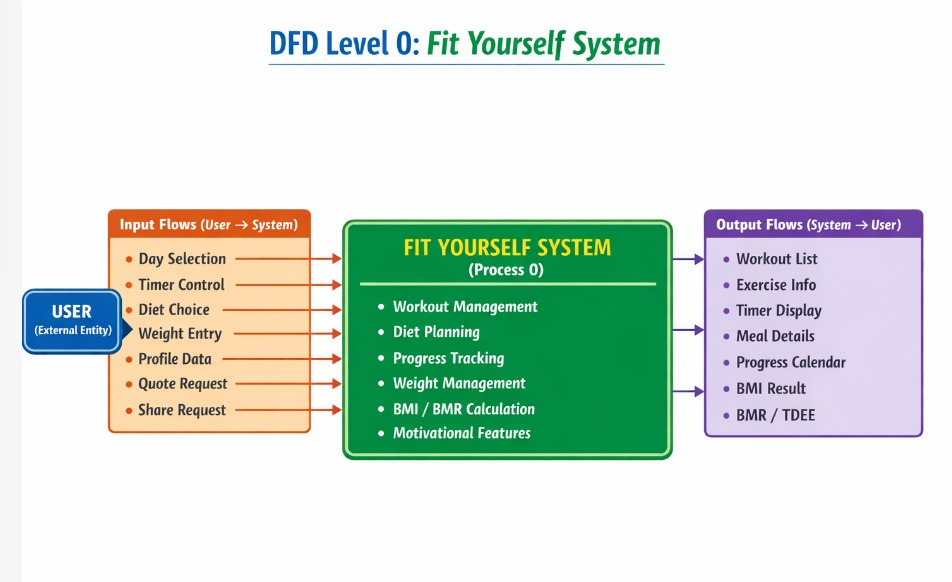 DFD Level 0: Fit Yourself System
USER
(External Entity)
Input Flows (User → System)
• Day Selection
• Timer Control
• Diet Choice
• Weight Entry
• Profile Data
• Quote Request
• Share Request
FIT YOURSELF SYSTEM
(Process 0)
• Workout Management
• Diet Planning
• Progress Tracking
• Weight Management
• BMI / BMR Calculation
• Motivational Features
Output Flows (System → User)
• Workout List
• Exercise Info
• Timer Display
• Meal Details
• Progress Calendar
• BMI Result
• BMR / TDEE